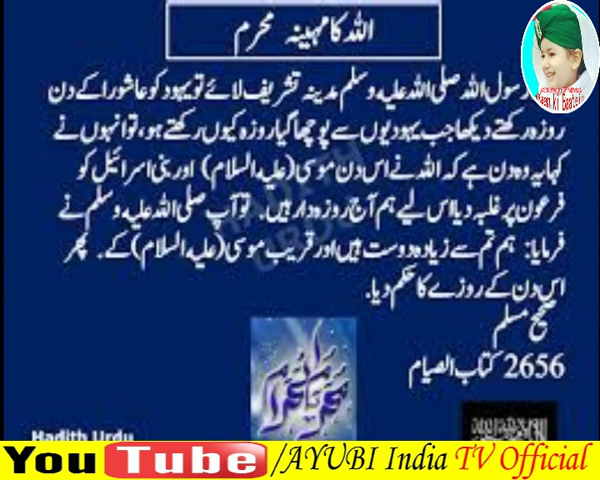 اللہ کا مہینہ محرم
رسول اللہ صلی اللہ علیہ وسلم مدینہ تشریف لائے تو یہود کو عاشورا کے دن
روزہ رکھتے دیکھا جب یہودیوں سے پوچھا گیا روزہ کیوں رکھتے ہو، تو انہوں نے
کہا یہ وہ دن ہے کہ اللہ نے اس دن موسی (علیہ السلام) اور بنی اسرائیل کو
فرعون پر غلبہ دیا اس لیے ہم آج روزہ دار ہیں۔ تو آپ صلی اللہ علیہ وسلم نے
فرمایا: ہم تم سے زیادہ دوست ہیں اور قریب موسی (علیہ السلام) کے۔ پھر
اس دن کے روزے کا حکم دیا۔
صحیح مسلم
2656 کتاب الصیام
Hadith Urdu
YouTube /AYUBI India TV Official